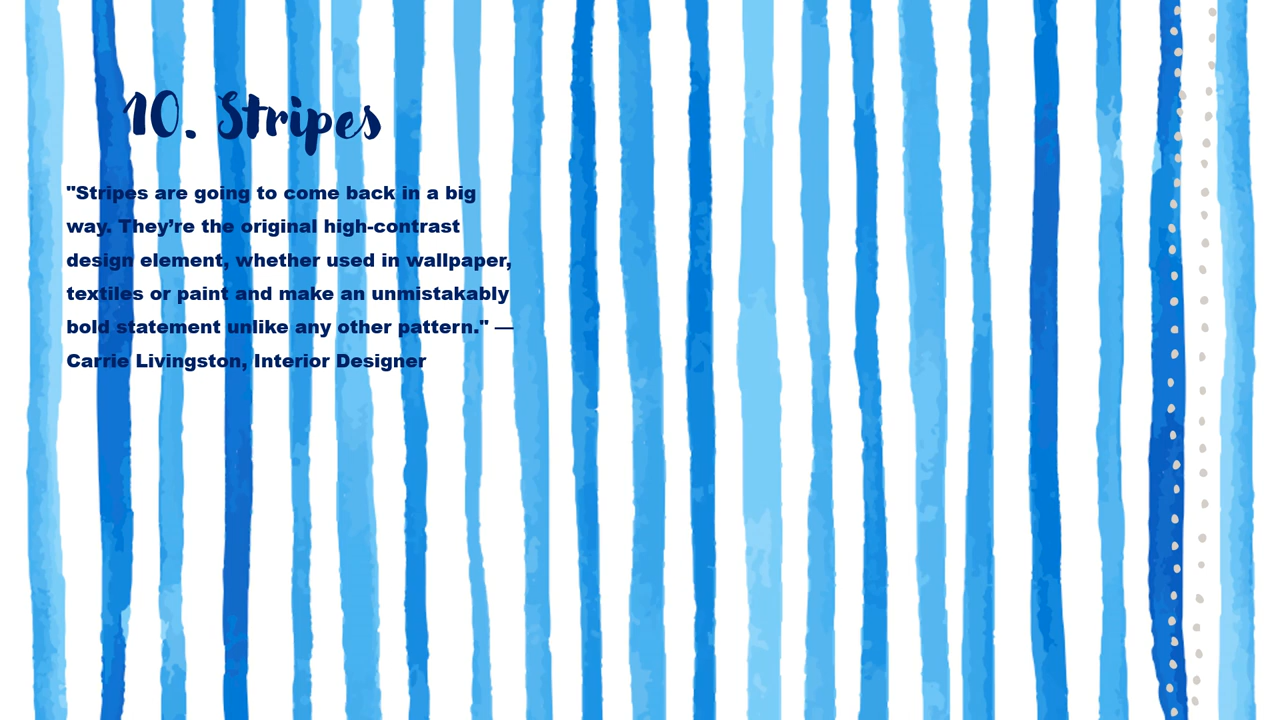 10. Stripes
"Stripes are going to come back in a big
way. They’re the original high-contrast
design element, whether used in wallpaper,
textiles or paint and make an unmistakably
bold statement unlike any other pattern." —
Carrie Livingston, Interior Designer